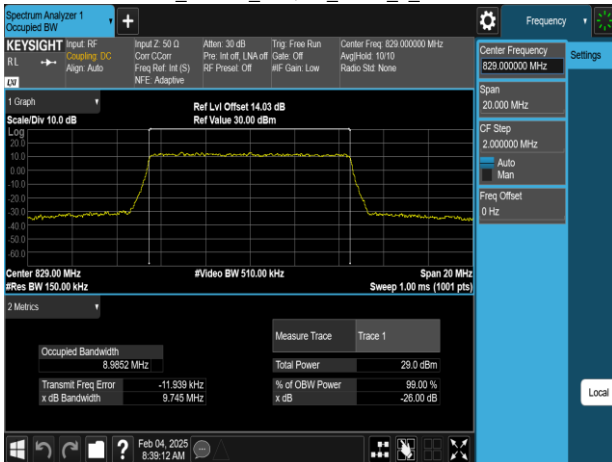 Spectrum Analyzer 1
Occupied BW
+
Frequency
KEYSIGHT
RL
LXI
Input: RF
Coupling: DC
Align: Auto
Input Z: 50 Ω
Corr CCorr
Freq Ref: Int (S)
NFE: Adaptive
Atten: 30 dB
Pre: Int off, LNA off
RF Preset: Off
Trig: Free Run
Gate: Off
#IF Gain: Low
Center Freq: 829.000000 MHz
Avg|Hold: 10/10
Radio Std: None
Center Frequency
829.000000 MHz
Settings
Span
20.000 MHz
CF Step
2.000000 MHz
Auto
Man
Freq Offset
0 Hz
Local
1 Graph
Scale/Div 10.0 dB
Ref Lvl Offset 14.03 dB
Ref Value 30.00 dBm
Log
20.0
10.0
0.00
-10.0
-20.0
-30.0
-40.0
-50.0
-60.0
Center 829.00 MHz
#Res BW 150.00 kHz
#Video BW 510.00 kHz
Span 20 MHz
Sweep 1.00 ms (1001 pts)
2 Metrics
Measure Trace Trace 1
Occupied Bandwidth
8.9852 MHz
Total Power 29.0 dBm
Transmit Freq Error -11.939 kHz
% of OBW Power 99.00 %
x dB Bandwidth 9.745 MHz
x dB -26.00 dB
?
Feb 04, 2025
8:39:12 AM